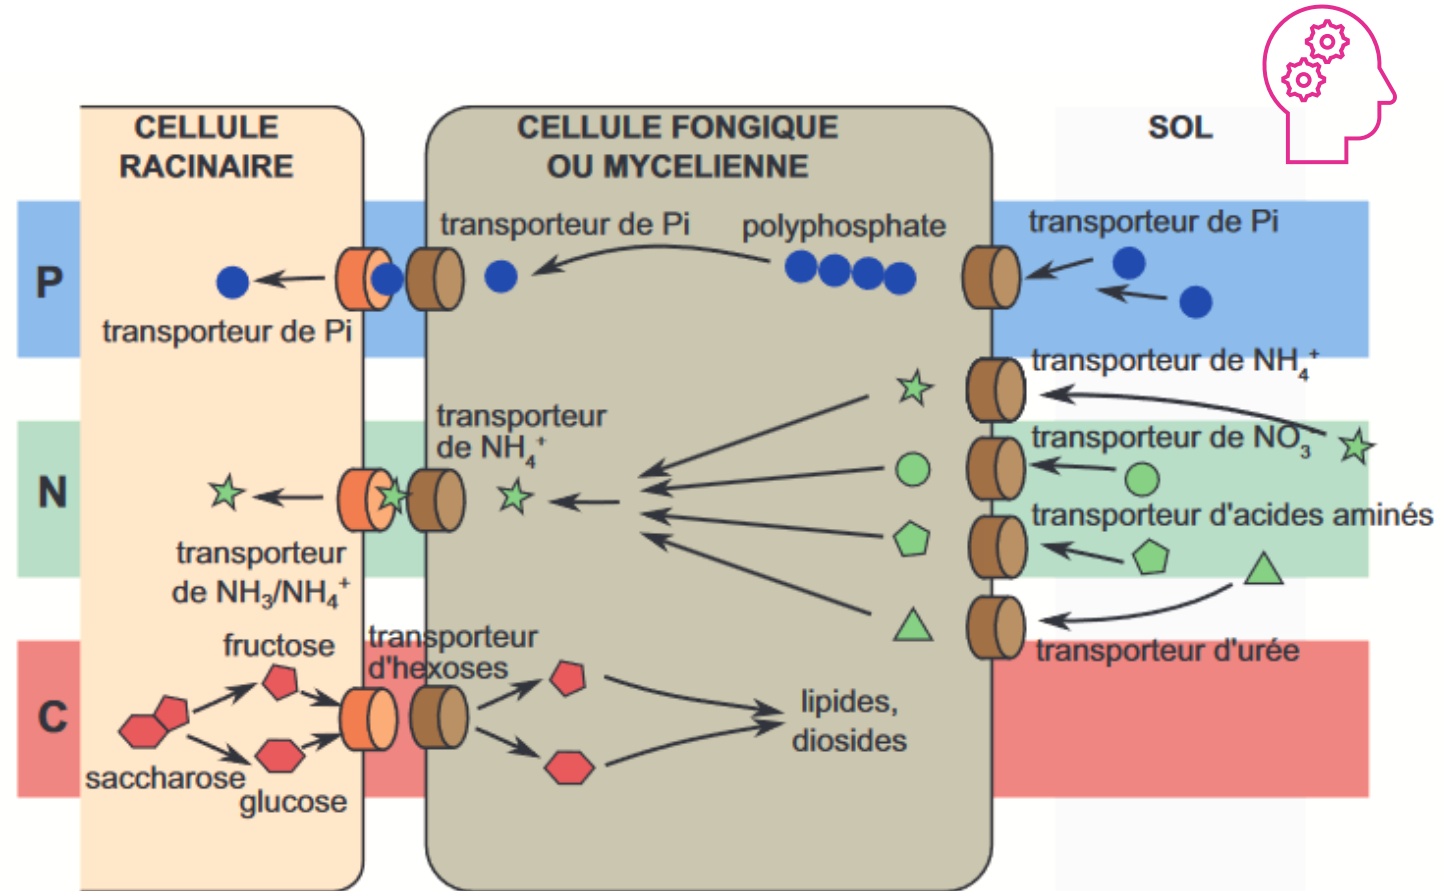 CELLULE
RACINAIRE
CELLULE FONGIQUE
OU MYCELIENNE
SOL
P
transporteur de Pi
polyphosphate
transporteur de Pi
transporteur de Pi
transporteur de NH₄⁺
N
transporteur
de NH₄⁺
transporteur de NO₃
transporteur d'acides aminés
transporteur
de NH₃/NH₄⁺
transporteur d'urée
C
fructose
transporteur
d'hexoses
saccharose
glucose
lipides,
diosides